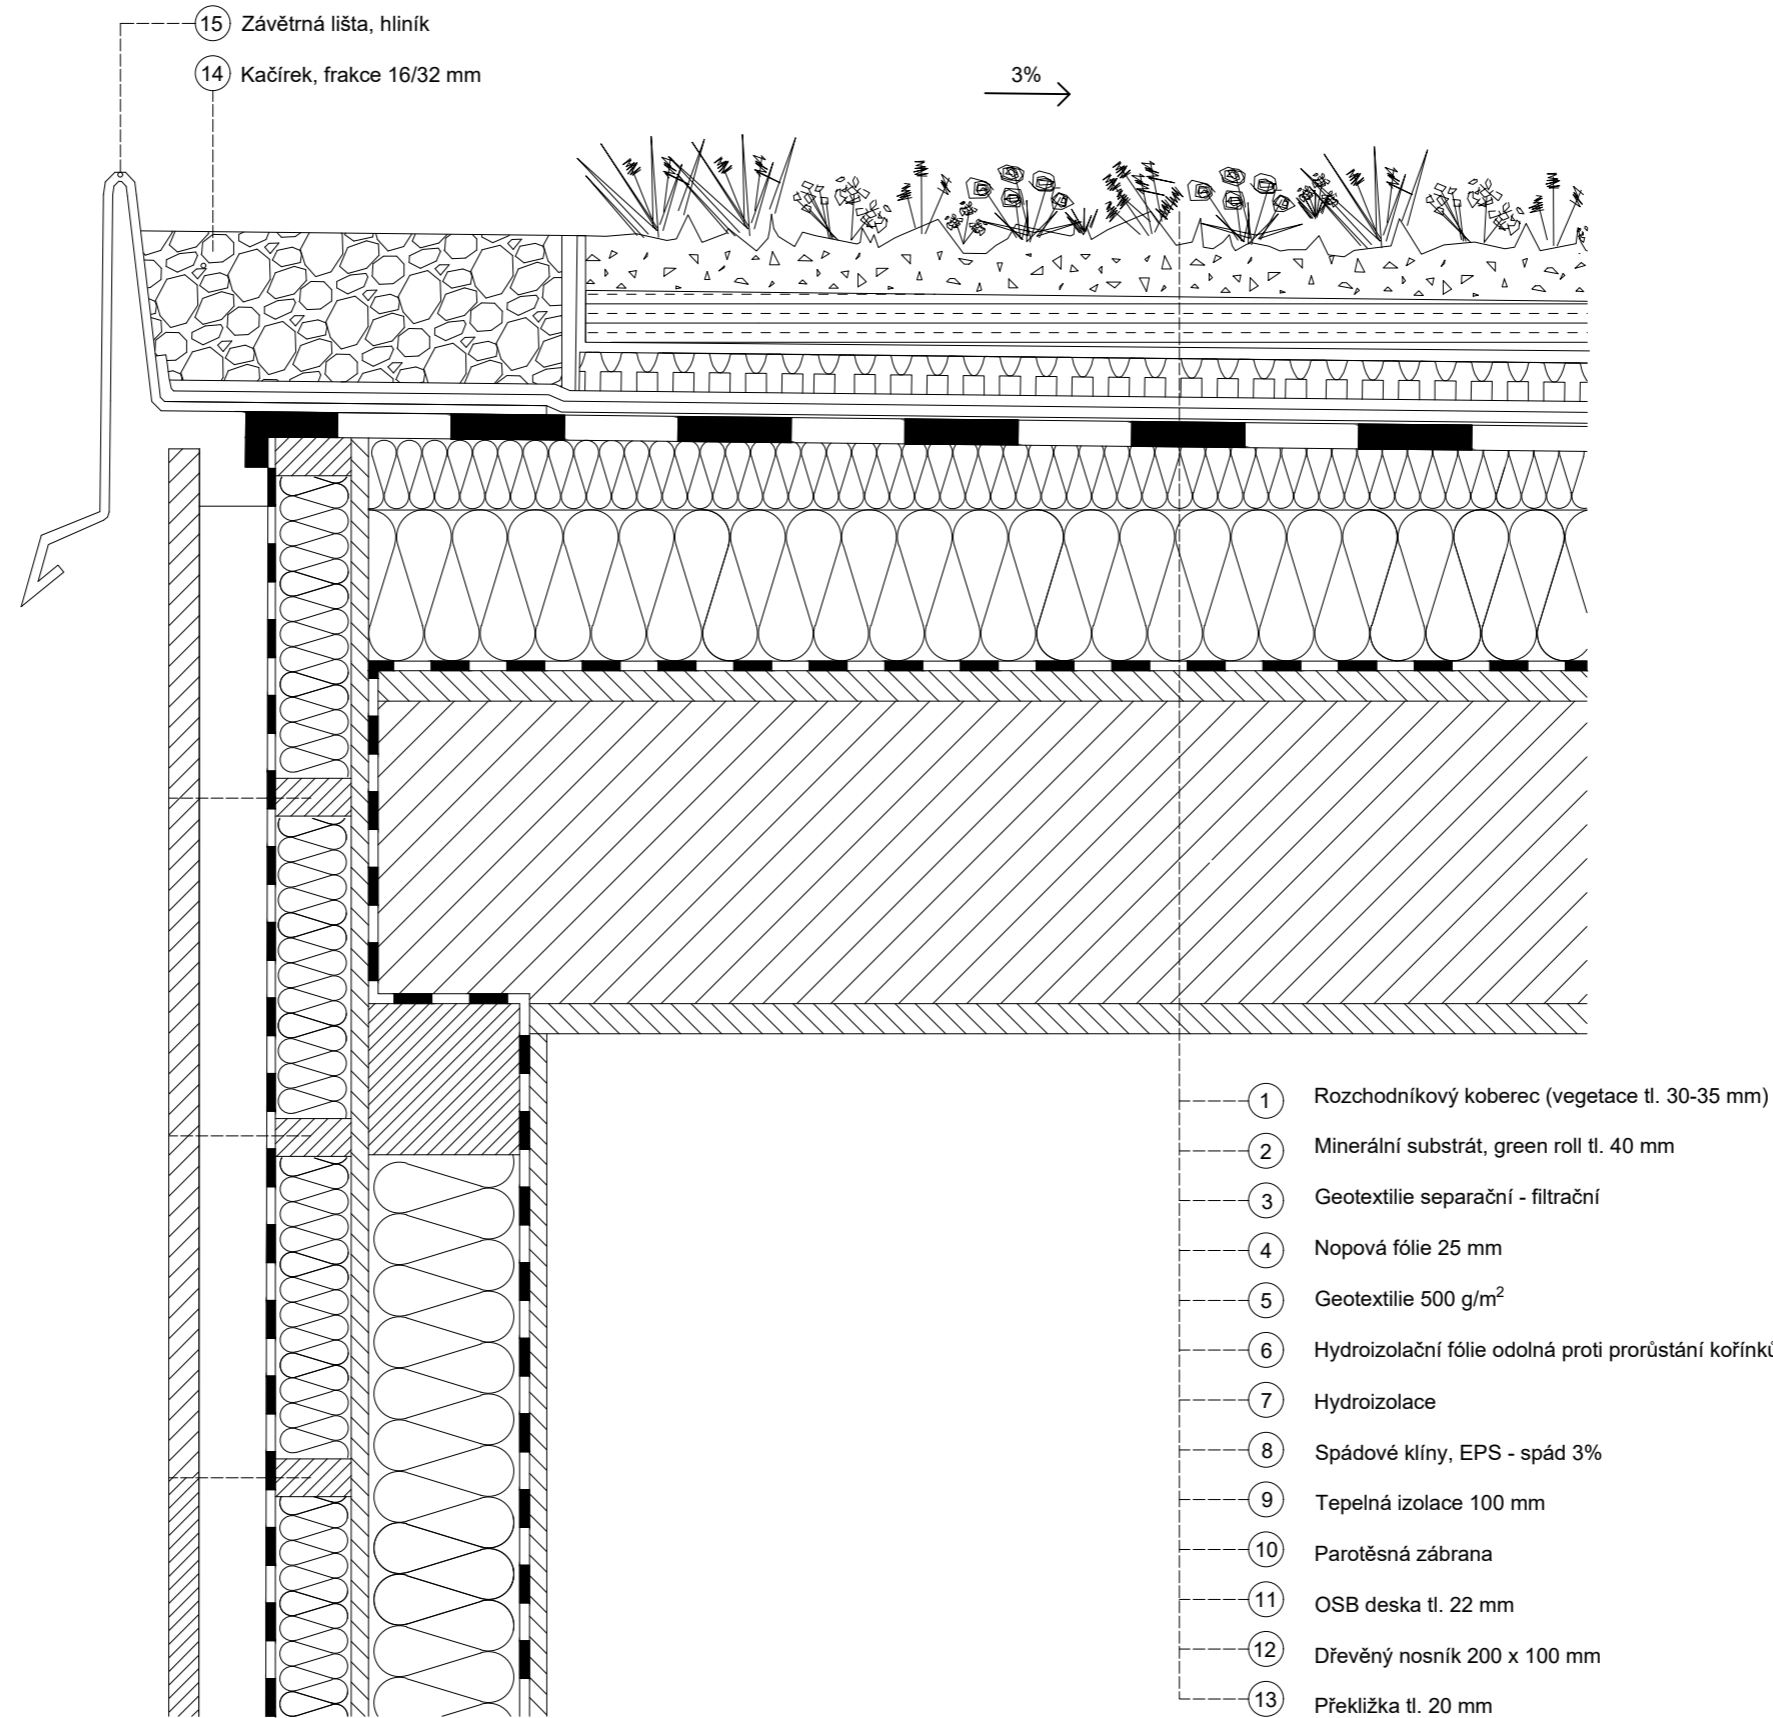 15 Závětrná lišta, hliník
14 Kačírek, frakce 16/32 mm
3%
1 Rozchodníkový koberec (vegetace tl. 30-35 mm)
2 Minerální substrát, green roll tl. 40 mm
3 Geotextilie separační - filtrační
4 Nopová fólie 25 mm
5 Geotextilie 500 g/m²
6 Hydroizolační fólie odolná proti prorůstání kořínků
7 Hydroizolace
8 Spádové klíny, EPS - spád 3%
9 Tepelná izolace 100 mm
10 Parotěsná zábrana
11 OSB deska tl. 22 mm
12 Dřevěný nosník 200 x 100 mm
13 Překližka tl. 20 mm